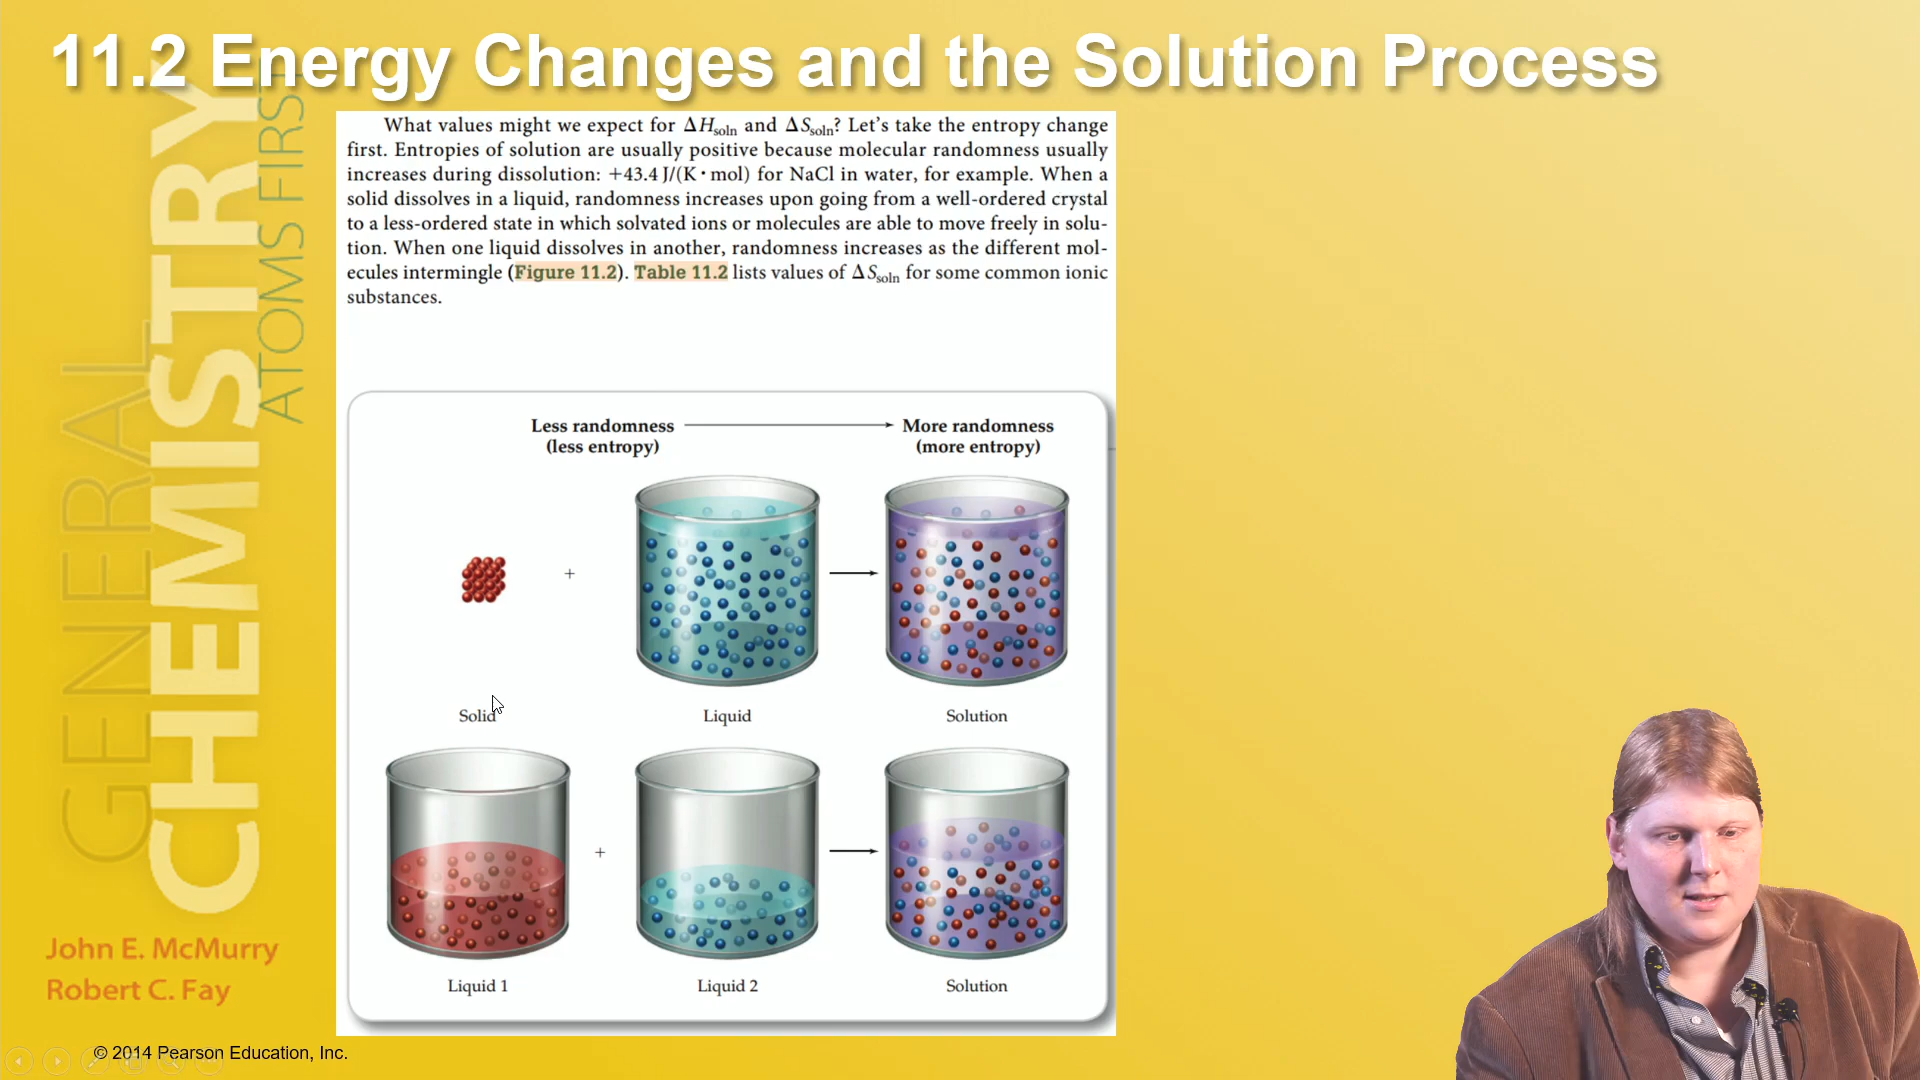 11.2 Energy Changes and the Solution Process
GENERAL
CHEMISTRY
ATOMS FIRST
What values might we expect for ΔHsoln and ΔSsoln? Let's take the entropy change
first. Entropies of solution are usually positive because molecular randomness usually
increases during dissolution: +43.4 J/(K·mol) for NaCl in water, for example. When a
solid dissolves in a liquid, randomness increases upon going from a well-ordered crystal
to a less-ordered state in which solvated ions or molecules are able to move freely in solu-
tion. When one liquid dissolves in another, randomness increases as the different mol-
ecules intermingle (Figure 11.2). Table 11.2 lists values of ΔSsoln for some common ionic
substances.
Less randomness
(less entropy)
More randomness
(more entropy)
+
Solid
Liquid
Solution
+
Liquid 1
Liquid 2
Solution
John E. McMurry
Robert C. Fay
© 2014 Pearson Education, Inc.